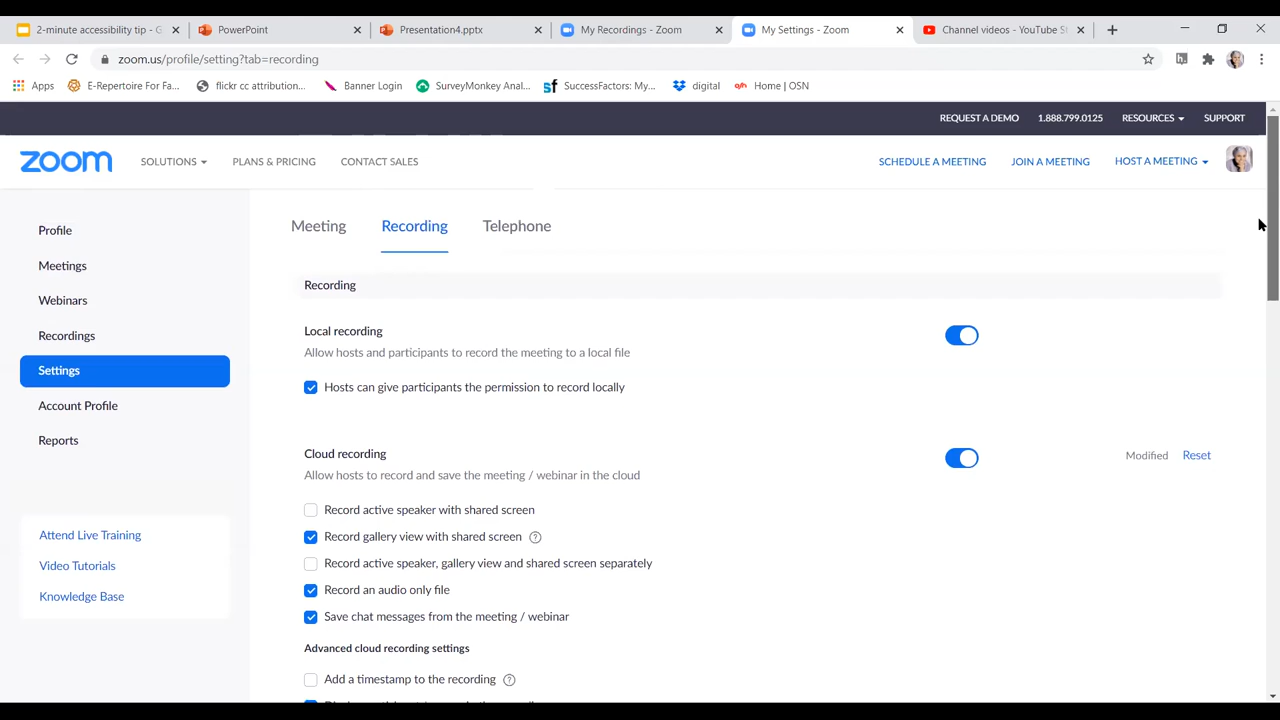 2-minute accessibility tip - G
PowerPoint
Presentation4.pptx
My Recordings - Zoom
My Settings - Zoom
Channel videos - YouTube S
zoom.us/profile/setting?tab=recording
Apps
E-Repertoire For Fa...
flickr cc attribution...
Banner Login
SurveyMonkey Anal...
SuccessFactors: My...
digital
Home | OSN
REQUEST A DEMO
1.888.799.0125
RESOURCES
SUPPORT
zoom
SOLUTIONS
PLANS & PRICING
CONTACT SALES
SCHEDULE A MEETING
JOIN A MEETING
HOST A MEETING
Profile
Meetings
Webinars
Recordings
Settings
Account Profile
Reports
Attend Live Training
Video Tutorials
Knowledge Base
Meeting
Recording
Telephone
Recording
Local recording
Allow hosts and participants to record the meeting to a local file
Hosts can give participants the permission to record locally
Cloud recording
Allow hosts to record and save the meeting / webinar in the cloud
Modified
Reset
Record active speaker with shared screen
Record gallery view with shared screen
Record active speaker, gallery view and shared screen separately
Record an audio only file
Save chat messages from the meeting / webinar
Advanced cloud recording settings
Add a timestamp to the recording